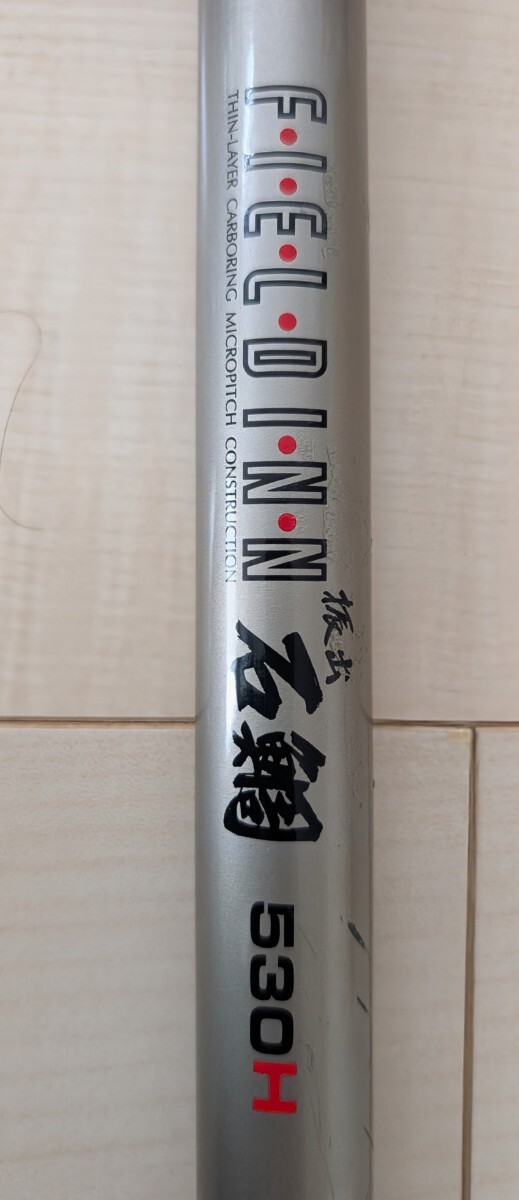 F・I・E・L・D・I・N・N
THIN-LAYER CARBORING MICROPITCH CONSTRUCTION
振出
石鯛
530H